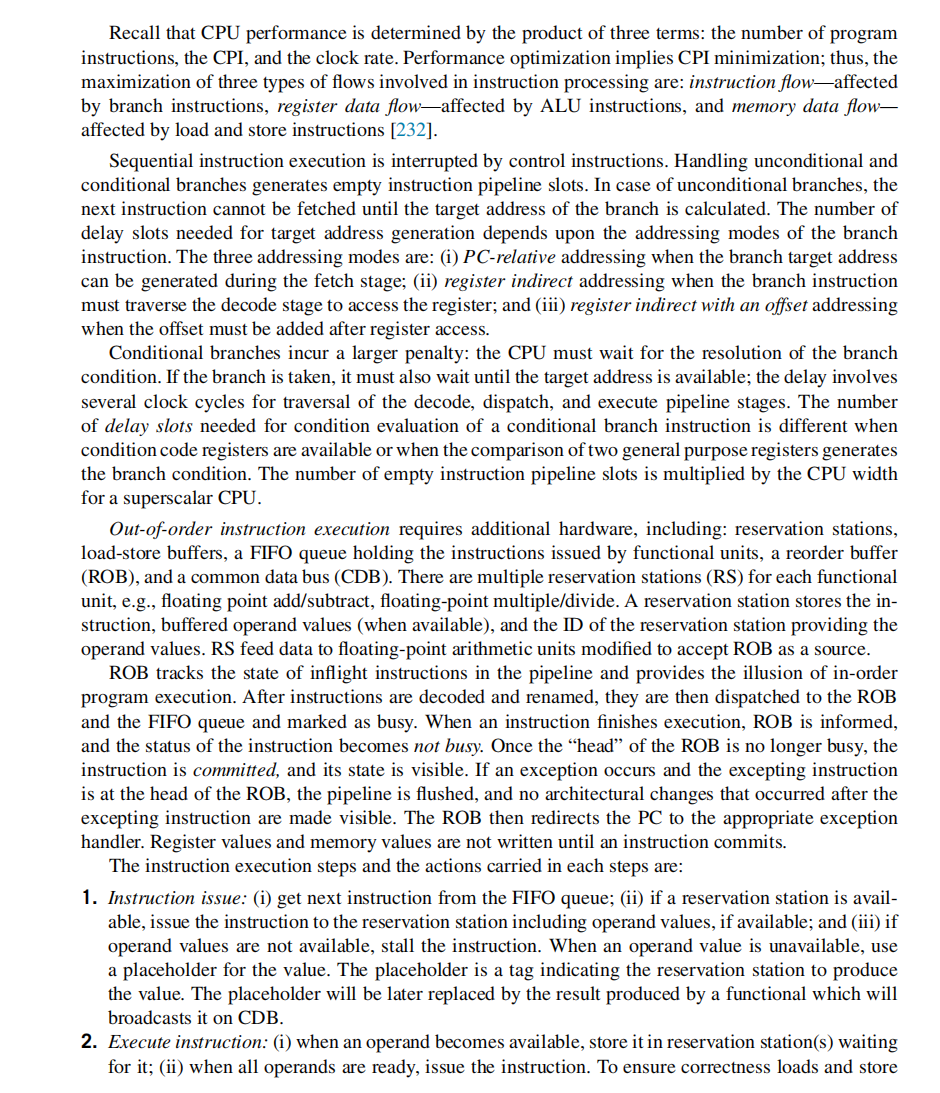 Recall that CPU performance is determined by the product of three terms: the number of program
instructions, the CPI, and the clock rate. Performance optimization implies CPI minimization; thus, the
maximization of three types of flows involved in instruction processing are: instruction flow—affected
by branch instructions, register data flow—affected by ALU instructions, and memory data flow—
affected by load and store instructions [232].
Sequential instruction execution is interrupted by control instructions. Handling unconditional and
conditional branches generates empty instruction pipeline slots. In case of unconditional branches, the
next instruction cannot be fetched until the target address of the branch is calculated. The number of
delay slots needed for target address generation depends upon the addressing modes of the branch
instruction. The three addressing modes are: (i) PC-relative addressing when the branch target address
can be generated during the fetch stage; (ii) register indirect addressing when the branch instruction
must traverse the decode stage to access the register; and (iii) register indirect with an offset addressing
when the offset must be added after register access.
Conditional branches incur a larger penalty: the CPU must wait for the resolution of the branch
condition. If the branch is taken, it must also wait until the target address is available; the delay involves
several clock cycles for traversal of the decode, dispatch, and execute pipeline stages. The number
of delay slots needed for condition evaluation of a conditional branch instruction is different when
condition code registers are available or when the comparison of two general purpose registers generates
the branch condition. The number of empty instruction pipeline slots is multiplied by the CPU width
for a superscalar CPU.
Out-of-order instruction execution requires additional hardware, including: reservation stations,
load-store buffers, a FIFO queue holding the instructions issued by functional units, a reorder buffer
(ROB), and a common data bus (CDB). There are multiple reservation stations (RS) for each functional
unit, e.g., floating point add/subtract, floating-point multiple/divide. A reservation station stores the in-
struction, buffered operand values (when available), and the ID of the reservation station providing the
operand values. RS feed data to floating-point arithmetic units modified to accept ROB as a source.
ROB tracks the state of inflight instructions in the pipeline and provides the illusion of in-order
program execution. After instructions are decoded and renamed, they are then dispatched to the ROB
and the FIFO queue and marked as busy. When an instruction finishes execution, ROB is informed,
and the status of the instruction becomes not busy. Once the “head” of the ROB is no longer busy, the
instruction is committed, and its state is visible. If an exception occurs and the excepting instruction
is at the head of the ROB, the pipeline is flushed, and no architectural changes that occurred after the
excepting instruction are made visible. The ROB then redirects the PC to the appropriate exception
handler. Register values and memory values are not written until an instruction commits.
The instruction execution steps and the actions carried in each steps are:
1. Instruction issue: (i) get next instruction from the FIFO queue; (ii) if a reservation station is avail-
able, issue the instruction to the reservation station including operand values, if available; and (iii) if
operand values are not available, stall the instruction. When an operand value is unavailable, use
a placeholder for the value. The placeholder is a tag indicating the reservation station to produce
the value. The placeholder will be later replaced by the result produced by a functional which will
broadcasts it on CDB.
2. Execute instruction: (i) when an operand becomes available, store it in reservation station(s) waiting
for it; (ii) when all operands are ready, issue the instruction. To ensure correctness loads and store